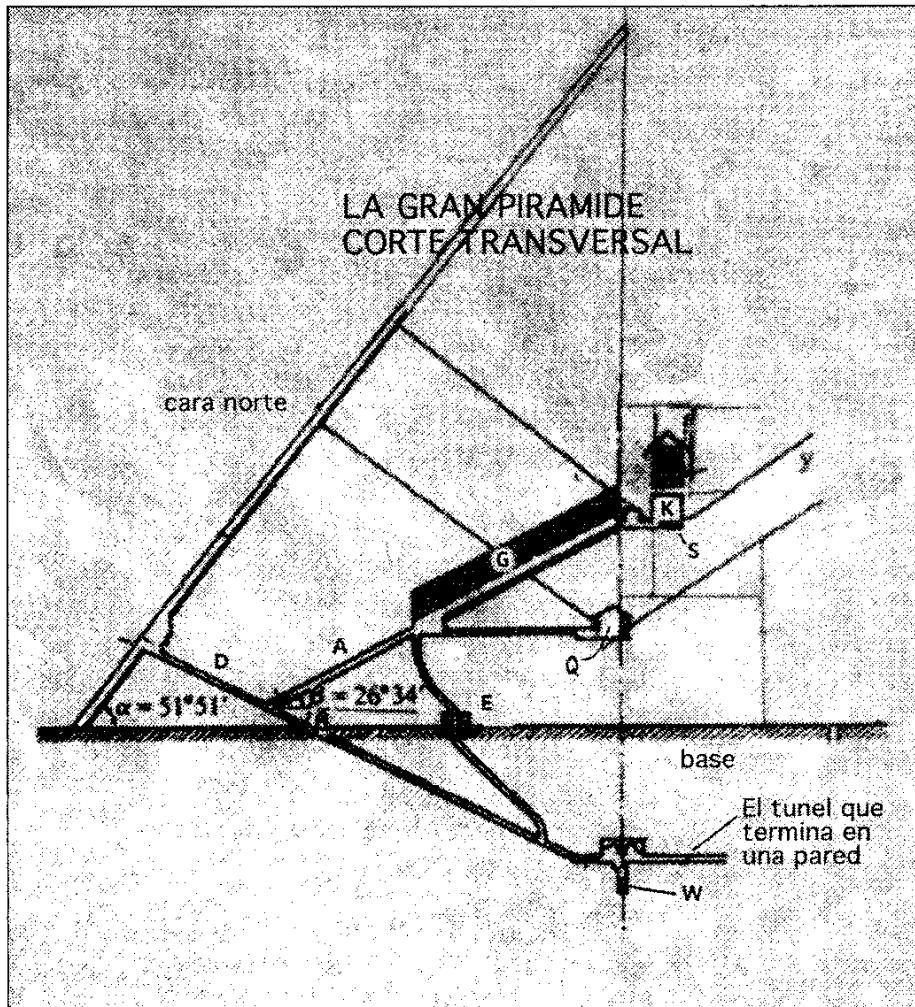 LA GRAN PIRAMIDE
CORTE TRANSVERSAL
cara norte
y
K
S
G
Q
A
D
= 26°34'
E
α = 51°51'
base
El tunel que
termina en
una pared
W